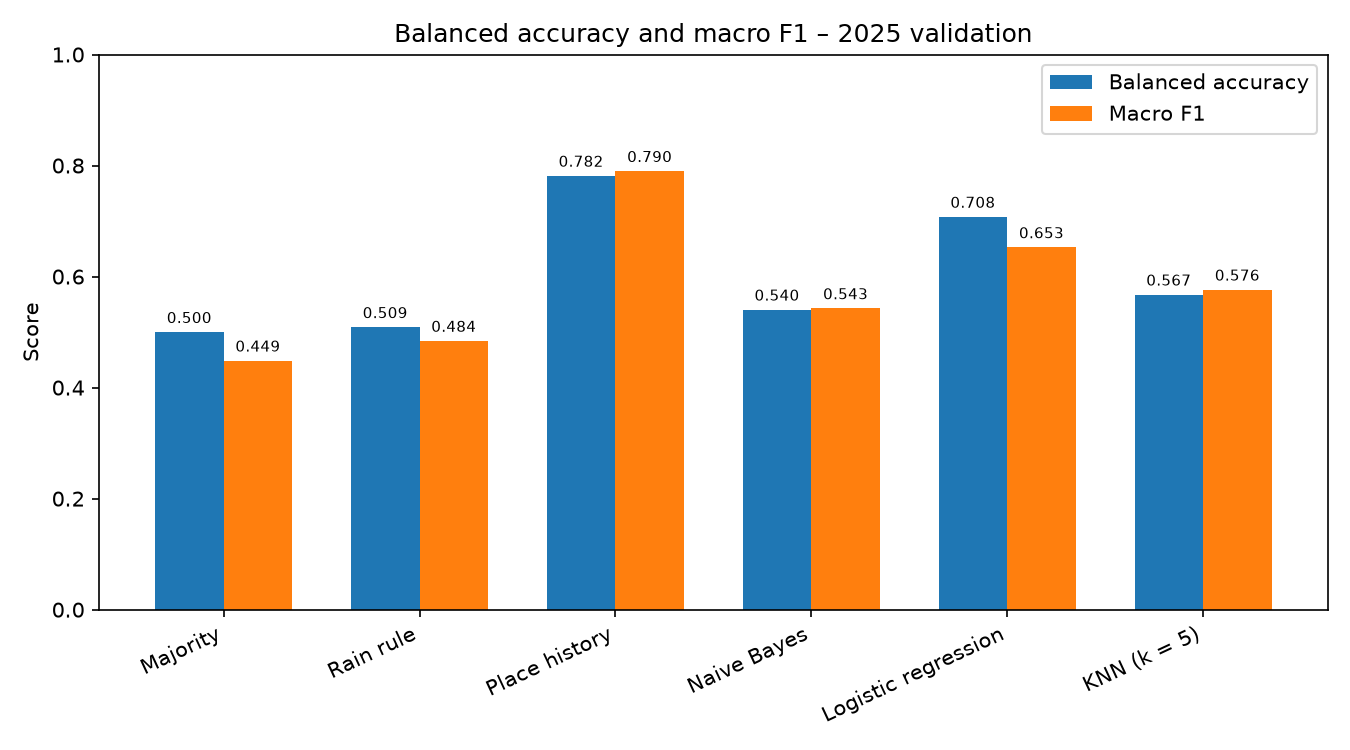 Balanced accuracy and macro F1 – 2025 validation
Balanced accuracy
Macro F1
Score
1.0
0.8
0.6
0.4
0.2
0.0
0.500
0.449
0.509
0.484
0.782
0.790
0.540
0.543
0.708
0.653
0.567
0.576
Majority
Rain rule
Place history
Naive Bayes
Logistic regression
KNN (k = 5)